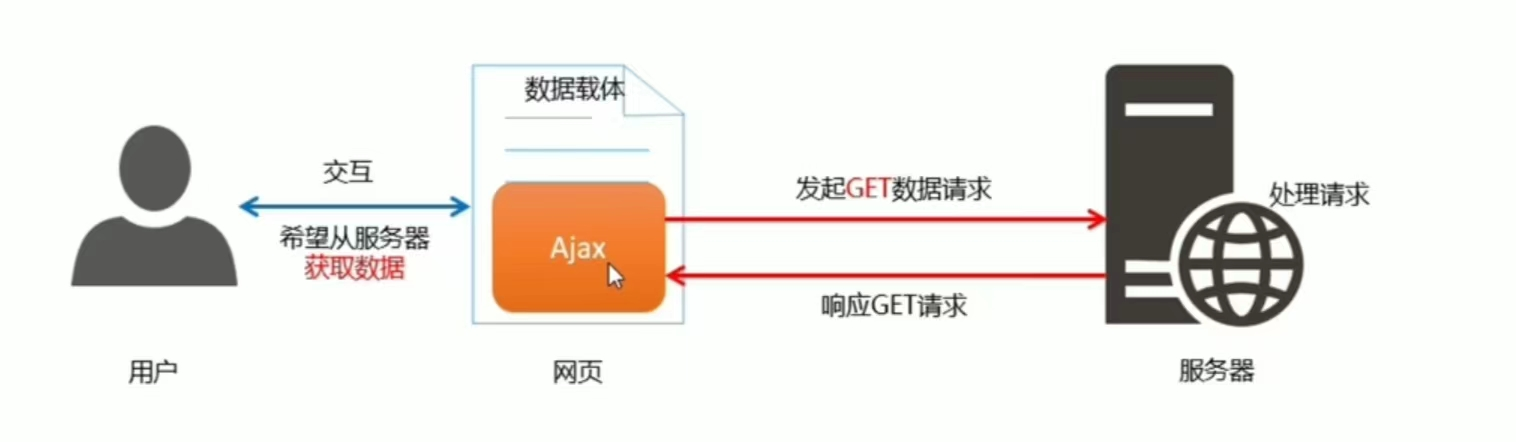 数据载体
交互
希望从服务器
获取数据
Ajax
发起GET数据请求
响应GET请求
处理请求
用户
网页
服务器